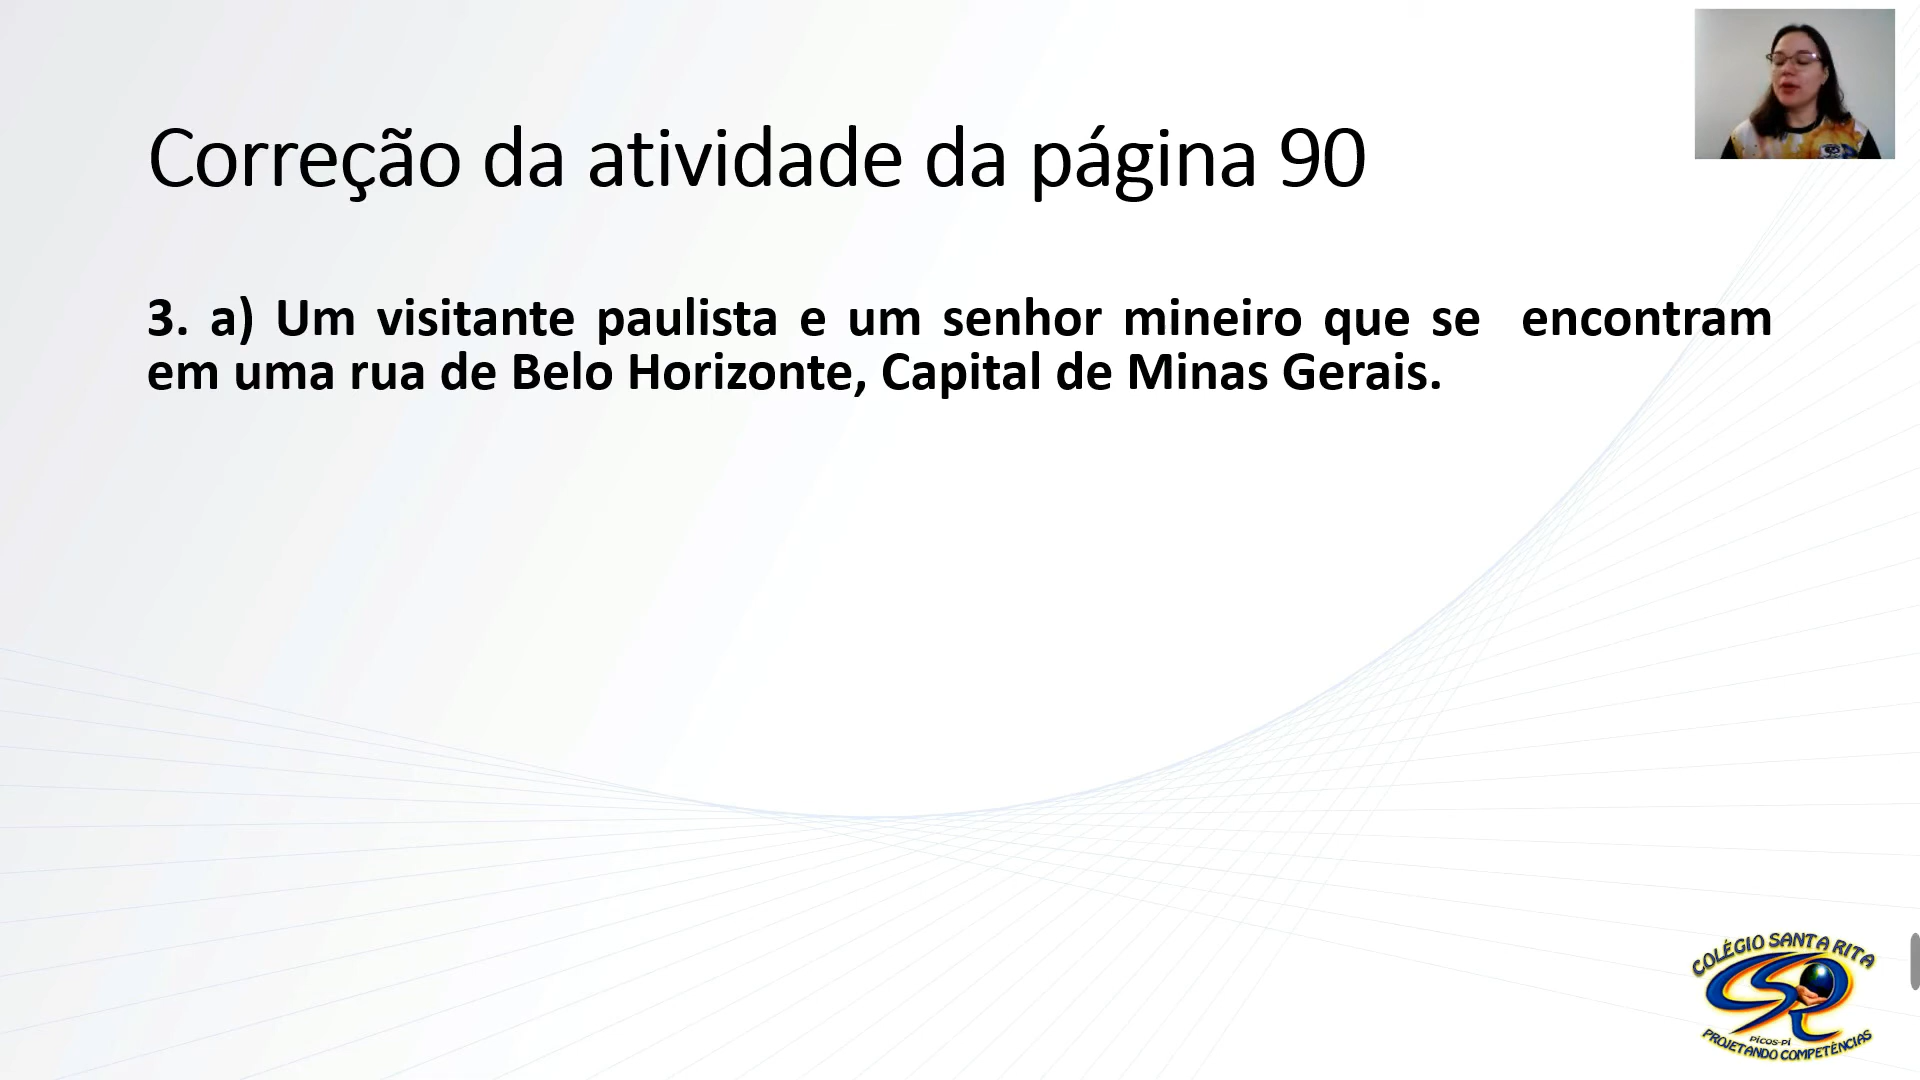 Correção da atividade da página 90
3. a) Um visitante paulista e um senhor mineiro que se encontram
em uma rua de Belo Horizonte, Capital de Minas Gerais.
COLÉGIO SANTA RITA
PICOS-PI
PROJETANDO COMPETÊNCIAS